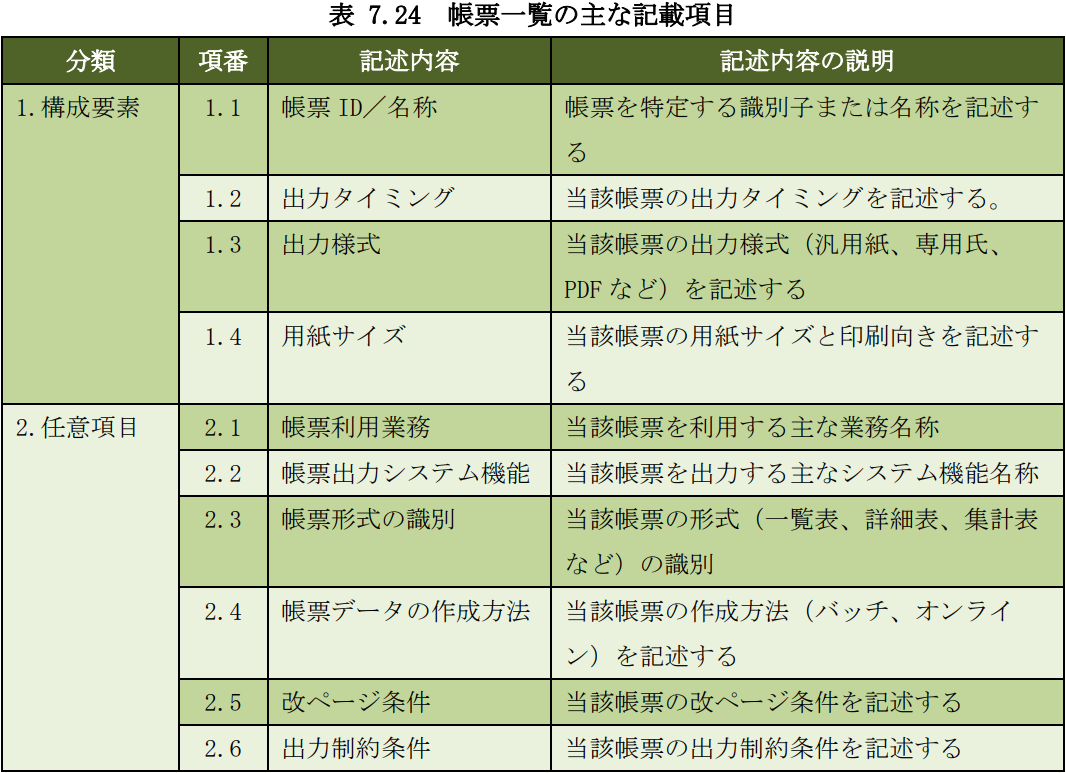 表 7.24 帳票一覧の主な記載項目
分類 項番 記述内容 記述内容の説明
1.構成要素 1.1 帳票 ID／名称 帳票を特定する識別子または名称を記述す
る
1.2 出力タイミング 当該帳票の出力タイミングを記述する。
1.3 出力様式 当該帳票の出力様式（汎用紙、専用氏、
PDF など）を記述する
1.4 用紙サイズ 当該帳票の用紙サイズと印刷向きを記述す
る
2.任意項目 2.1 帳票利用業務 当該帳票を利用する主な業務名称
2.2 帳票出力システム機能 当該帳票を出力する主なシステム機能名称
2.3 帳票形式の識別 当該帳票の形式（一覧表、詳細表、集計表
など）の識別
2.4 帳票データの作成方法 当該帳票の作成方法（バッチ、オンライ
ン）を記述する
2.5 改ページ条件 当該帳票の改ページ条件を記述する
2.6 出力制約条件 当該帳票の出力制約条件を記述する